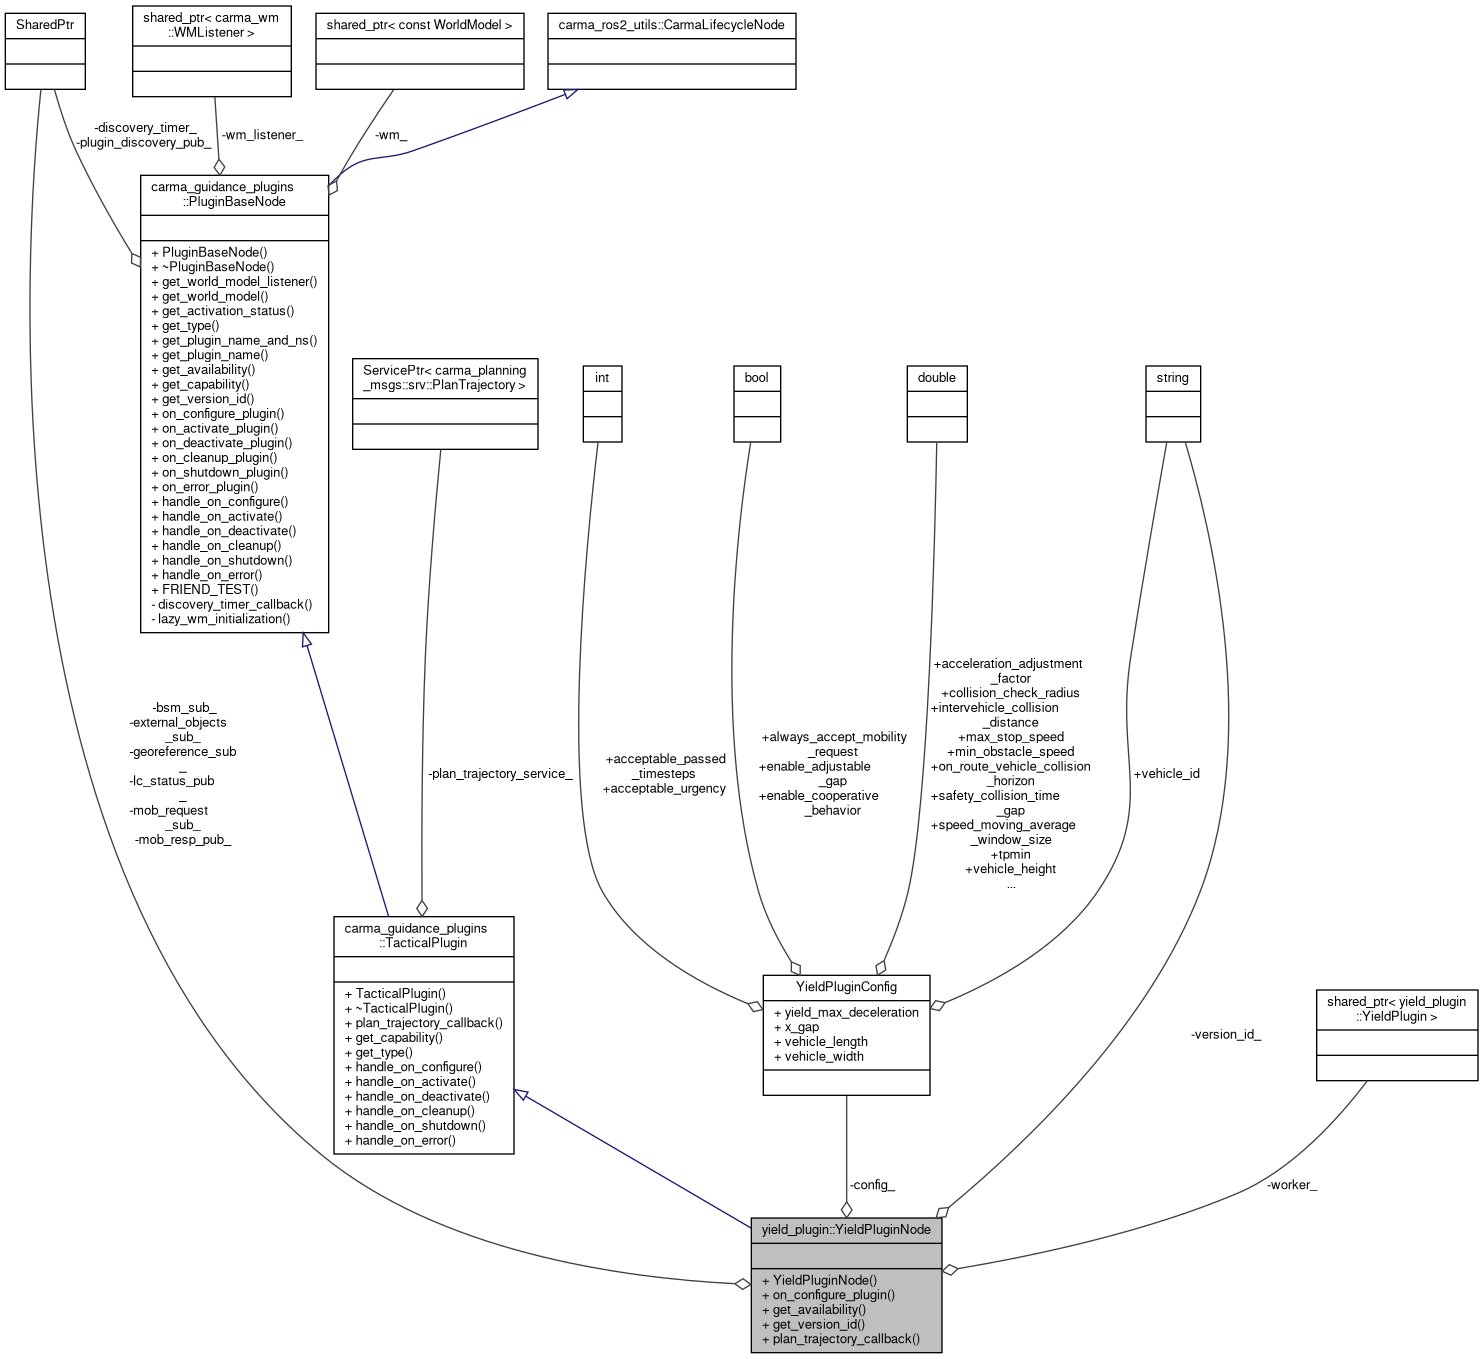 SharedPtr
shared_ptr< carma_wm
::WMListener >
shared_ptr< const WorldModel >
carma_ros2_utils::CarmaLifecycleNode
-discovery_timer_
-plugin_discovery_pub_
-wm_listener_
-wm_
carma_guidance_plugins
::PluginBaseNode
+ PluginBaseNode()
+ ~PluginBaseNode()
+ get_world_model_listener()
+ get_world_model()
+ get_activation_status()
+ get_type()
+ get_plugin_name_and_ns()
+ get_plugin_name()
+ get_availability()
+ get_capability()
+ get_version_id()
+ on_configure_plugin()
+ on_activate_plugin()
+ on_deactivate_plugin()
+ on_cleanup_plugin()
+ on_shutdown_plugin()
+ on_error_plugin()
+ handle_on_configure()
+ handle_on_activate()
+ handle_on_deactivate()
+ handle_on_cleanup()
+ handle_on_shutdown()
+ handle_on_error()
+ FRIEND_TEST()
- discovery_timer_callback()
- lazy_wm_initialization()
ServicePtr< carma_planning
_msgs::srv::PlanTrajectory >
int
bool
double
string
-bsm_sub_
-external_objects
_sub_
-georeference_sub
_
-lc_status_pub
_
-mob_request
_sub_
-mob_resp_pub_
-plan_trajectory_service_
+acceptable_passed
_timesteps
+acceptable_urgency
+always_accept_mobility
_request
+enable_adjustable
_gap
+enable_cooperative
_behavior
+acceleration_adjustment
_factor
+collision_check_radius
+intervehicle_collision
_distance
+max_stop_speed
+min_obstacle_speed
+on_route_vehicle_collision
_horizon
+safety_collision_time
_gap
+speed_moving_average
_window_size
+tpmin
+vehicle_height
...
+vehicle_id
carma_guidance_plugins
::TacticalPlugin
+ TacticalPlugin()
+ ~TacticalPlugin()
+ plan_trajectory_callback()
+ get_capability()
+ get_type()
+ handle_on_configure()
+ handle_on_activate()
+ handle_on_deactivate()
+ handle_on_cleanup()
+ handle_on_shutdown()
+ handle_on_error()
YieldPluginConfig
+ yield_max_deceleration
+ x_gap
+ vehicle_length
+ vehicle_width
shared_ptr< yield_plugin
::YieldPlugin >
-version_id_
-config_
-worker_
yield_plugin::YieldPluginNode
+ YieldPluginNode()
+ on_configure_plugin()
+ get_availability()
+ get_version_id()
+ plan_trajectory_callback()